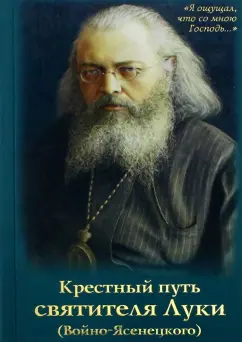 «Я ощущал,
что со мною
Господь...»
Крестный путь
святителя Луки
(Войно-Ясенецкого)